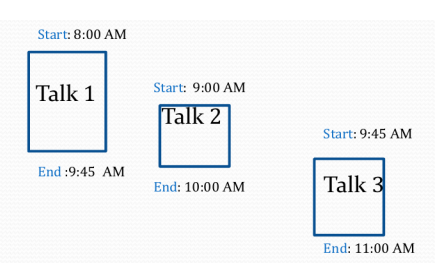 Start: 8:00 AM
Talk 1
End :9:45 AM
Start: 9:00 AM
Talk 2
End: 10:00 AM
Start: 9:45 AM
Talk 3
End: 11:00 AM